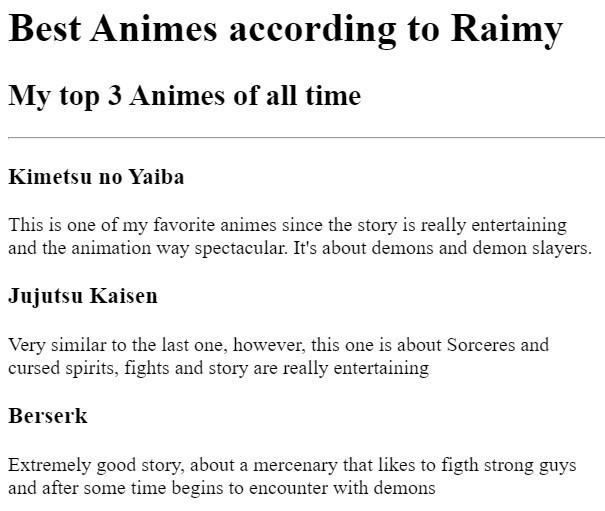 Best Animes according to Raimy
My top 3 Animes of all time
Kimetsu no Yaiba
This is one of my favorite animes since the story is really entertaining
and the animation way spectacular. It's about demons and demon slayers.
Jujutsu Kaisen
Very similar to the last one, however, this one is about Sorceres and
cursed spirits, fights and story are really entertaining
Berserk
Extremely good story, about a mercenary that likes to figth strong guys
and after some time begins to encounter with demons